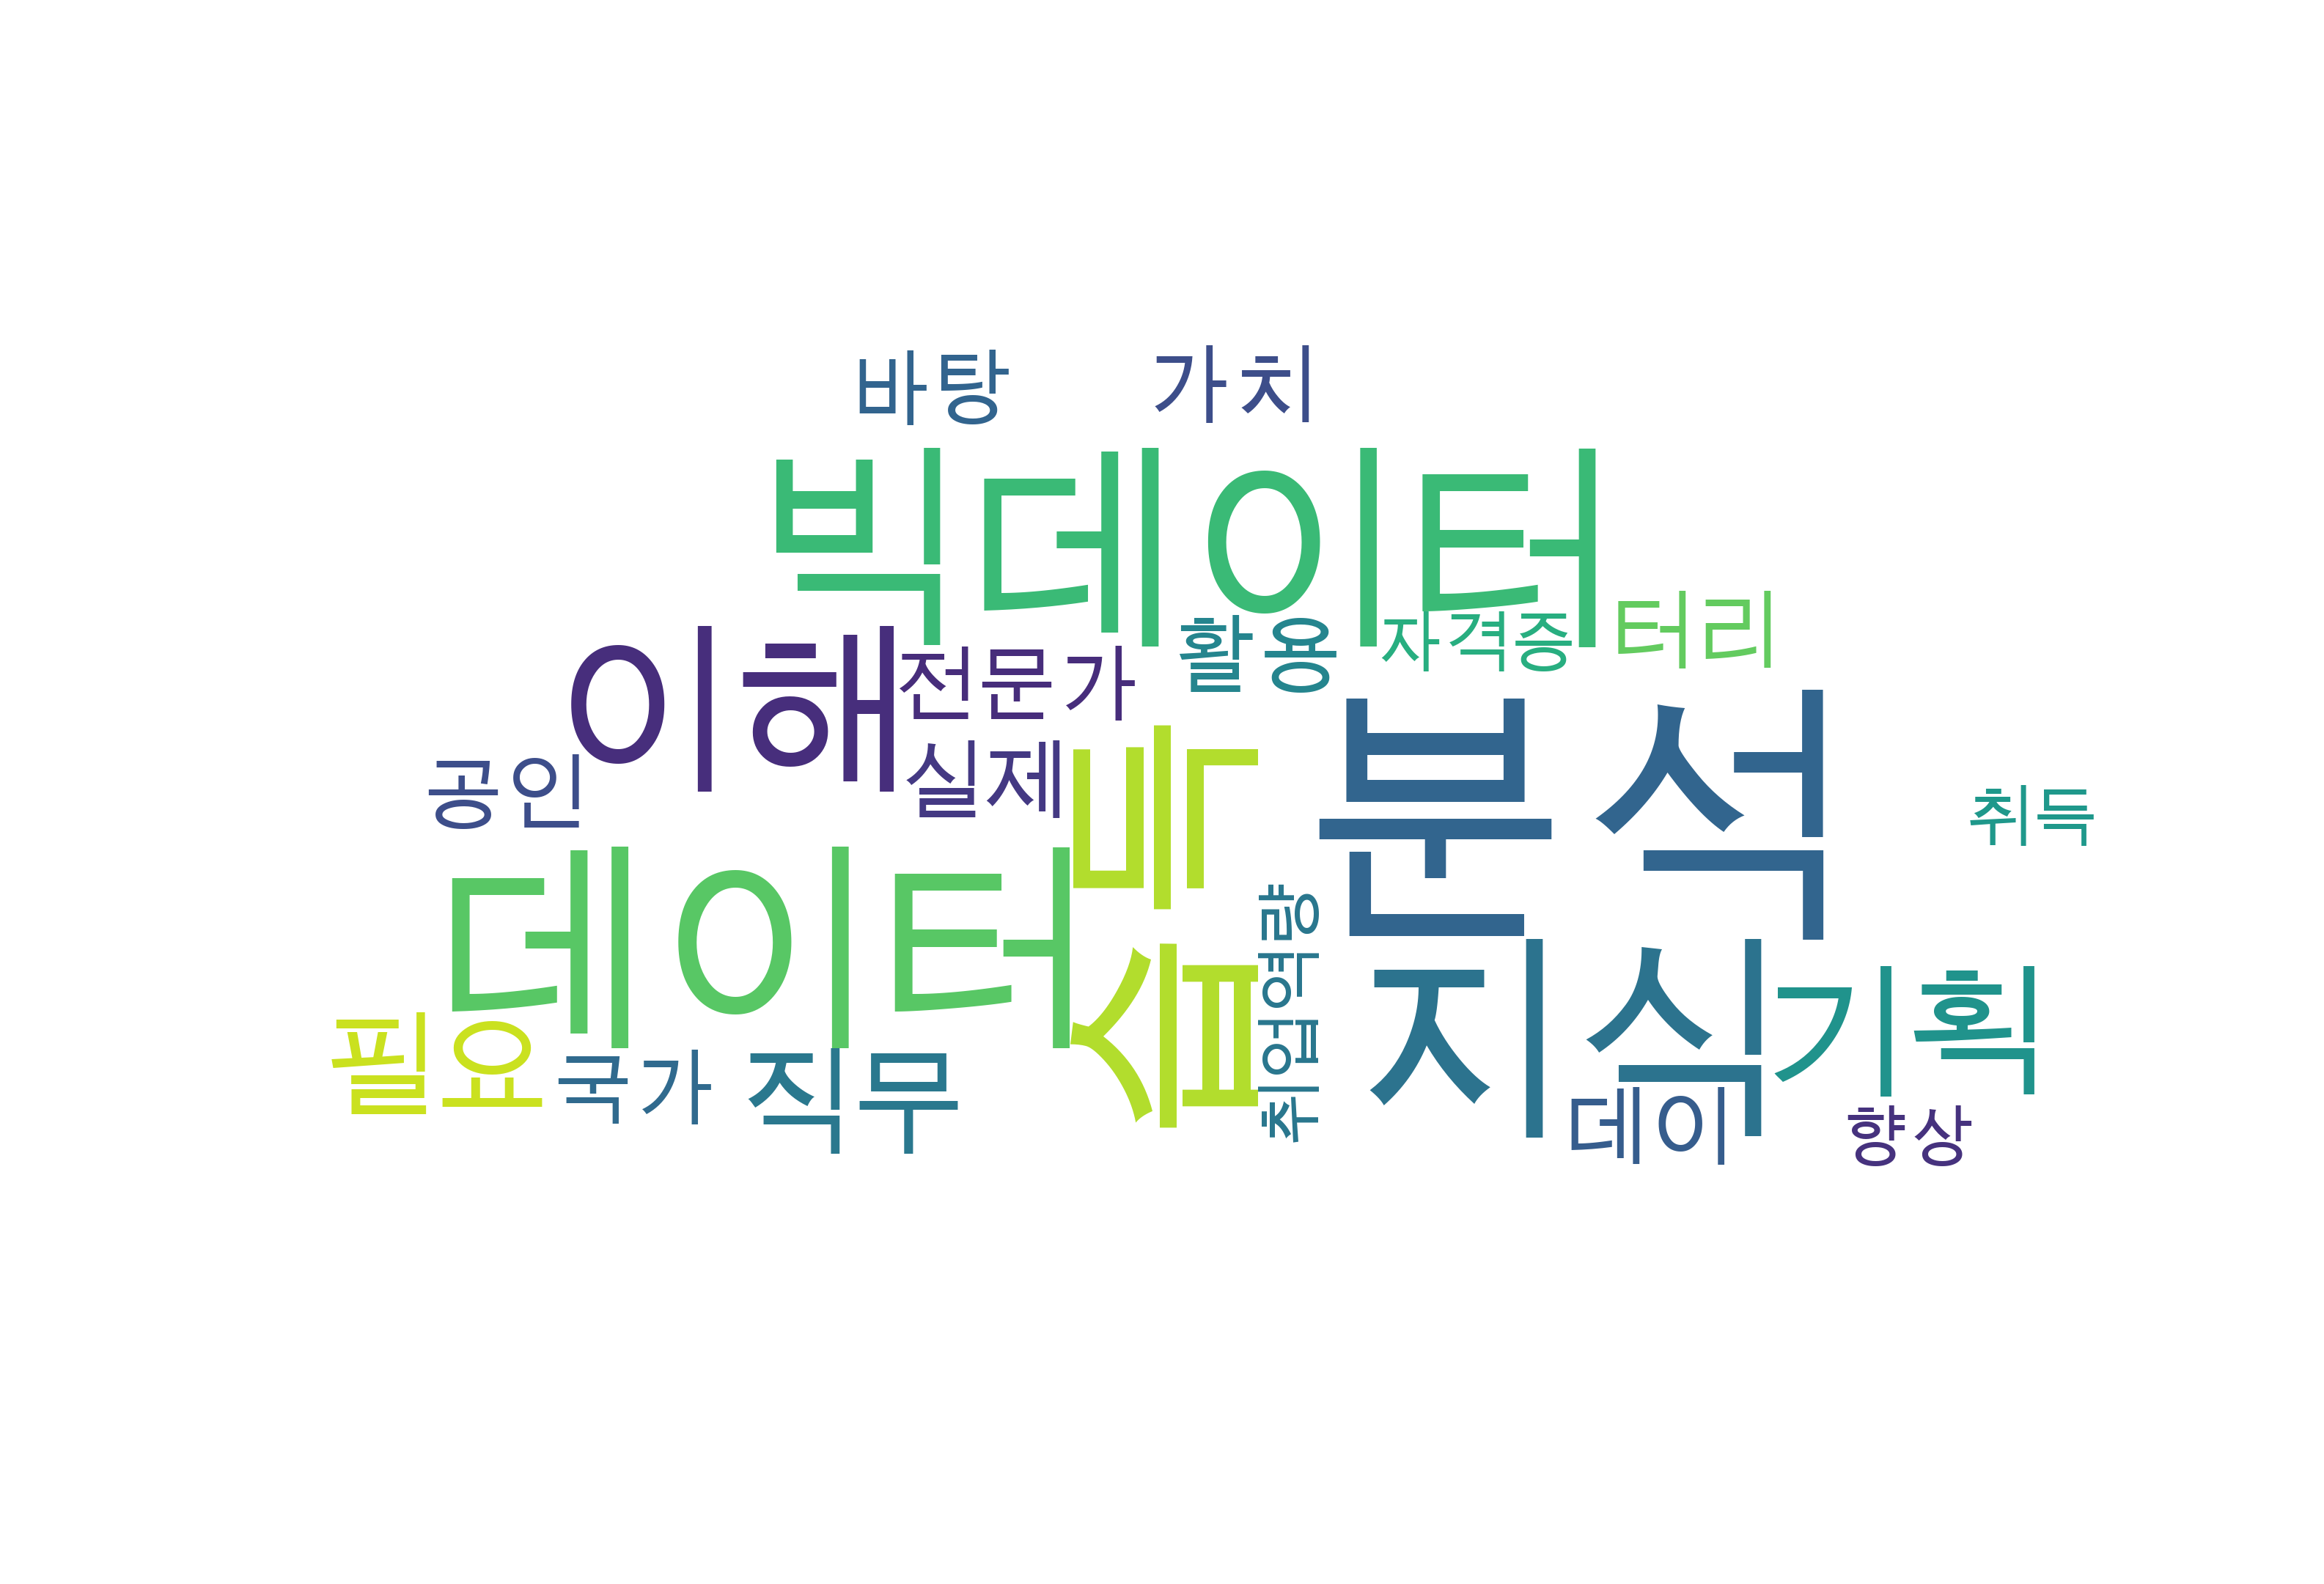 바탕 가치
빅데이터
활용 자격증 터리
이해 전문가
분석
실제
공인
취득
습득
데이터
취업역량
지식
기획
필요
국가
직무
데이
향상